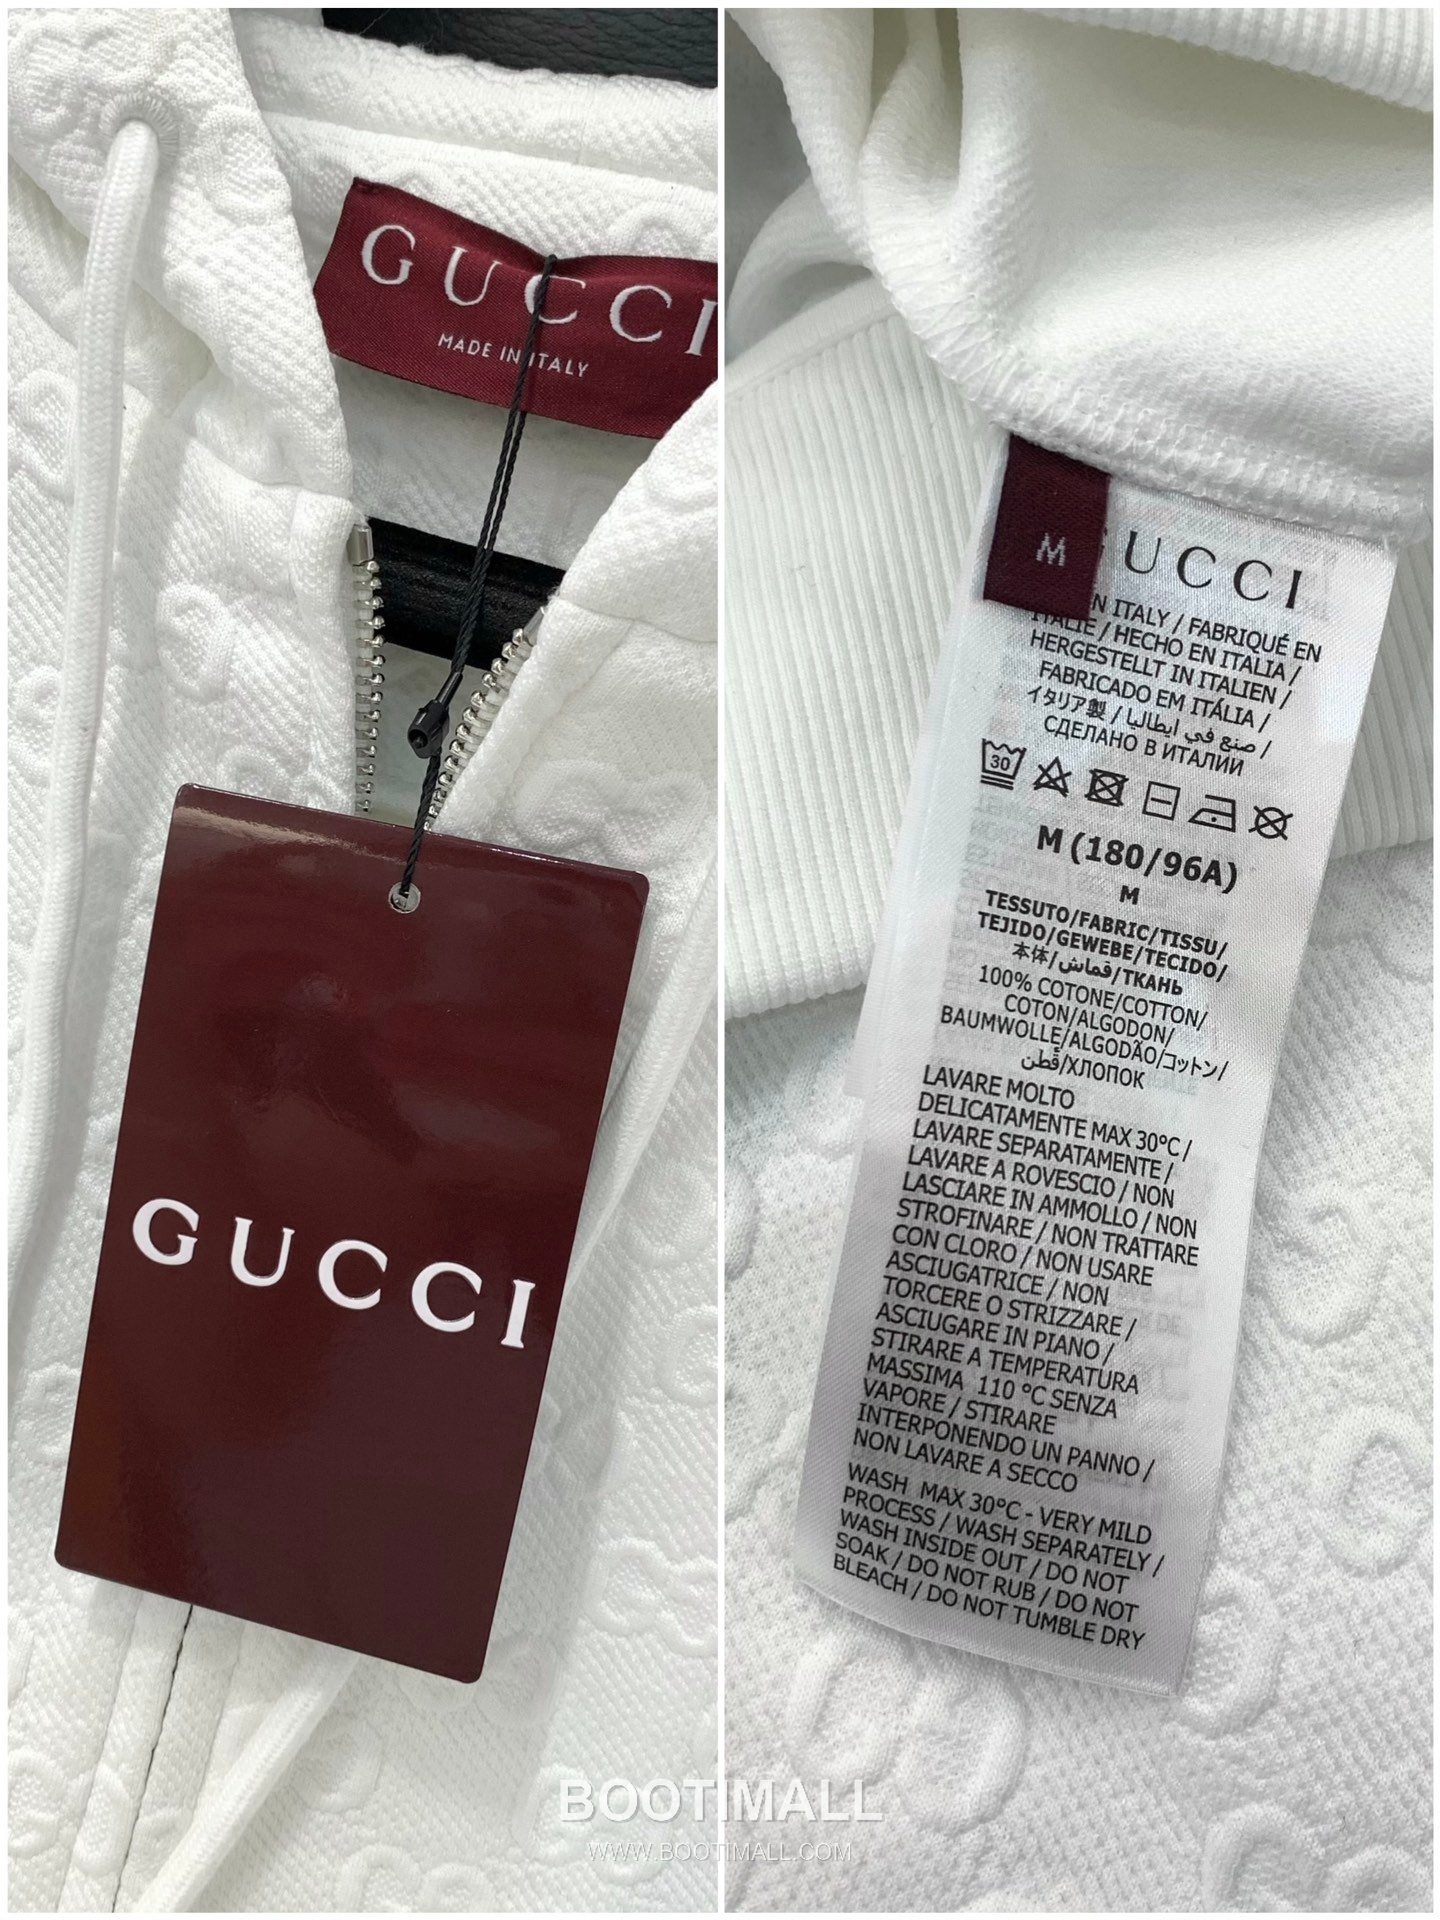 GUCCI
MADE IN ITALY
GUCCI
M
UCCI
N ITALY / FABRIQUÉ EN
ITALIE / HECHO EN ITALIA /
HERGESTELLT IN ITALIEN /
FABRICADO EM ITÁLIA /
イタリア製 / صنع في ايطاليا /
СДЕЛАНО В ИТАЛИИ
30
M (180/96A)
M
TESSUTO/FABRIC/TISSU/
TEJIDO/GEWEBE/TECIDO/
本体/قماش/ТКАНЬ
100% COTONE/COTTON/
COTON/ALGODON/
BAUMWOLLE/ALGODÃO/コットン/
قطن/ХЛОПОК
LAVARE MOLTO
DELICATAMENTE MAX 30°C /
LAVARE SEPARATAMENTE /
LAVARE A ROVESCIO / NON
LASCIARE IN AMMOLLO / NON
STROFINARE / NON TRATTARE
CON CLORO / NON USARE
ASCIUGATRICE / NON
TORCERE O STRIZZARE /
ASCIUGARE IN PIANO /
STIRARE A TEMPERATURA
MASSIMA 110 °C SENZA
VAPORE / STIRARE
INTERPONENDO UN PANNO /
NON LAVARE A SECCO
WASH MAX 30°C - VERY MILD
PROCESS / WASH SEPARATELY /
WASH INSIDE OUT / DO NOT
SOAK / DO NOT RUB / DO NOT
BLEACH / DO NOT TUMBLE DRY
BOOTIMALL
WWW.BOOTIMALL.COM